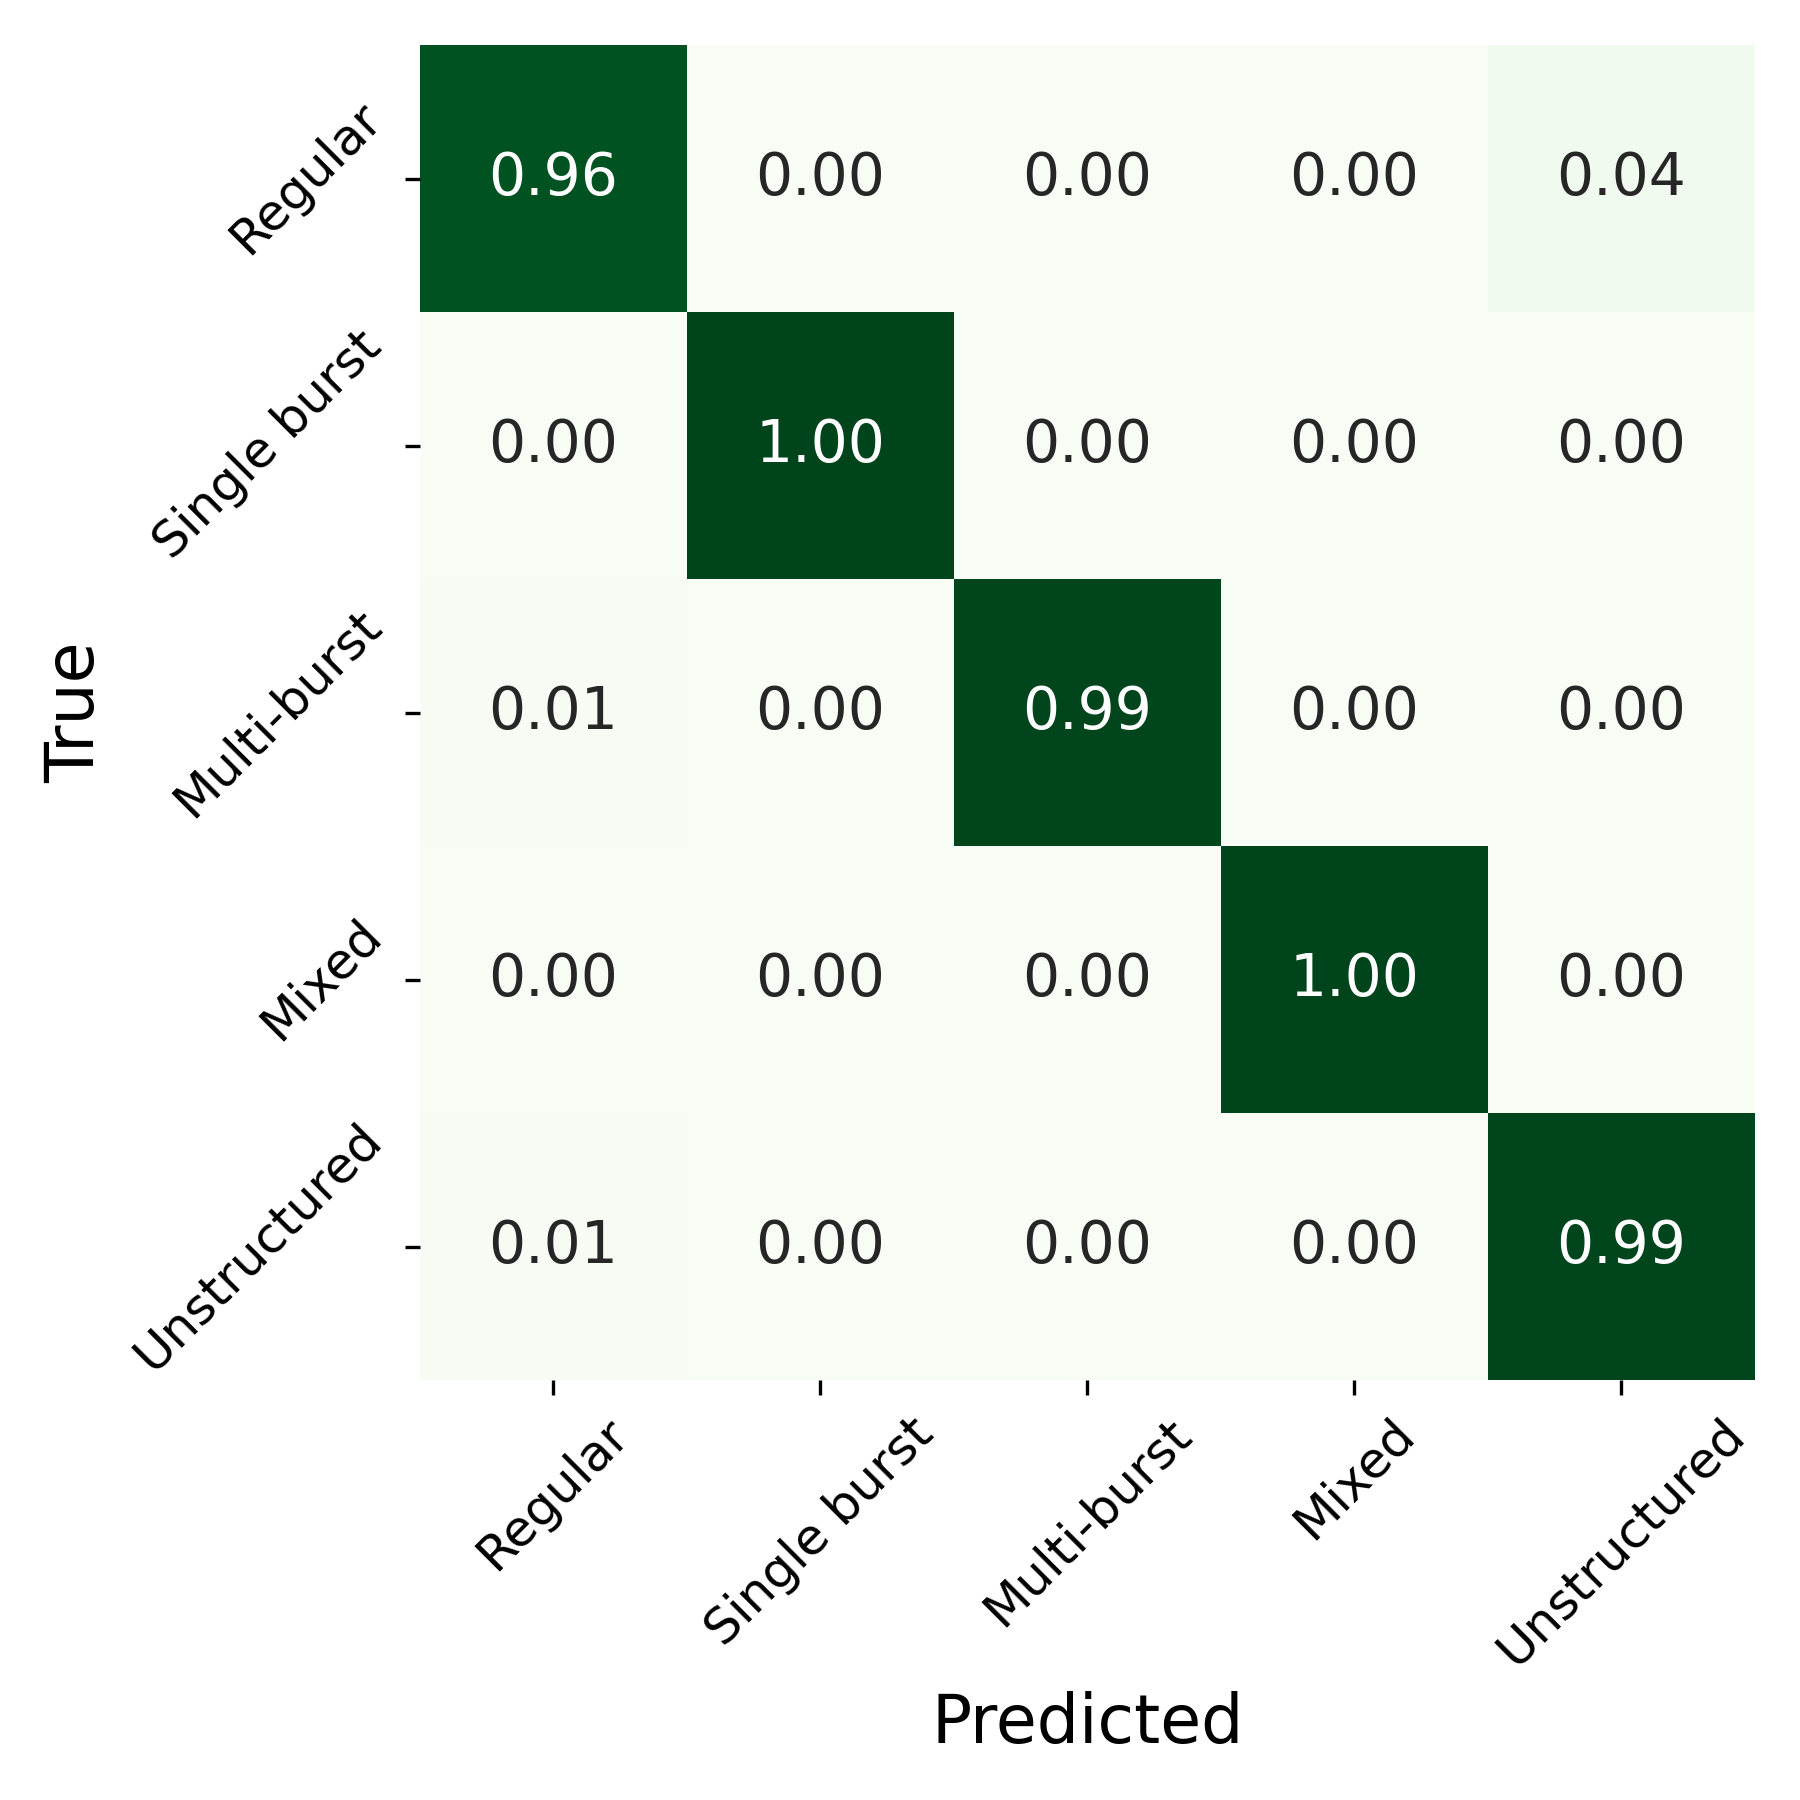 Regular
0.96 0.00 0.00 0.00 0.04
Single burst
0.00 1.00 0.00 0.00 0.00
Multi-burst
0.01 0.00 0.99 0.00 0.00
Mixed
0.00 0.00 0.00 1.00 0.00
Unstructured
0.01 0.00 0.00 0.00 0.99
True
Regular Single burst Multi-burst Mixed Unstructured
Predicted